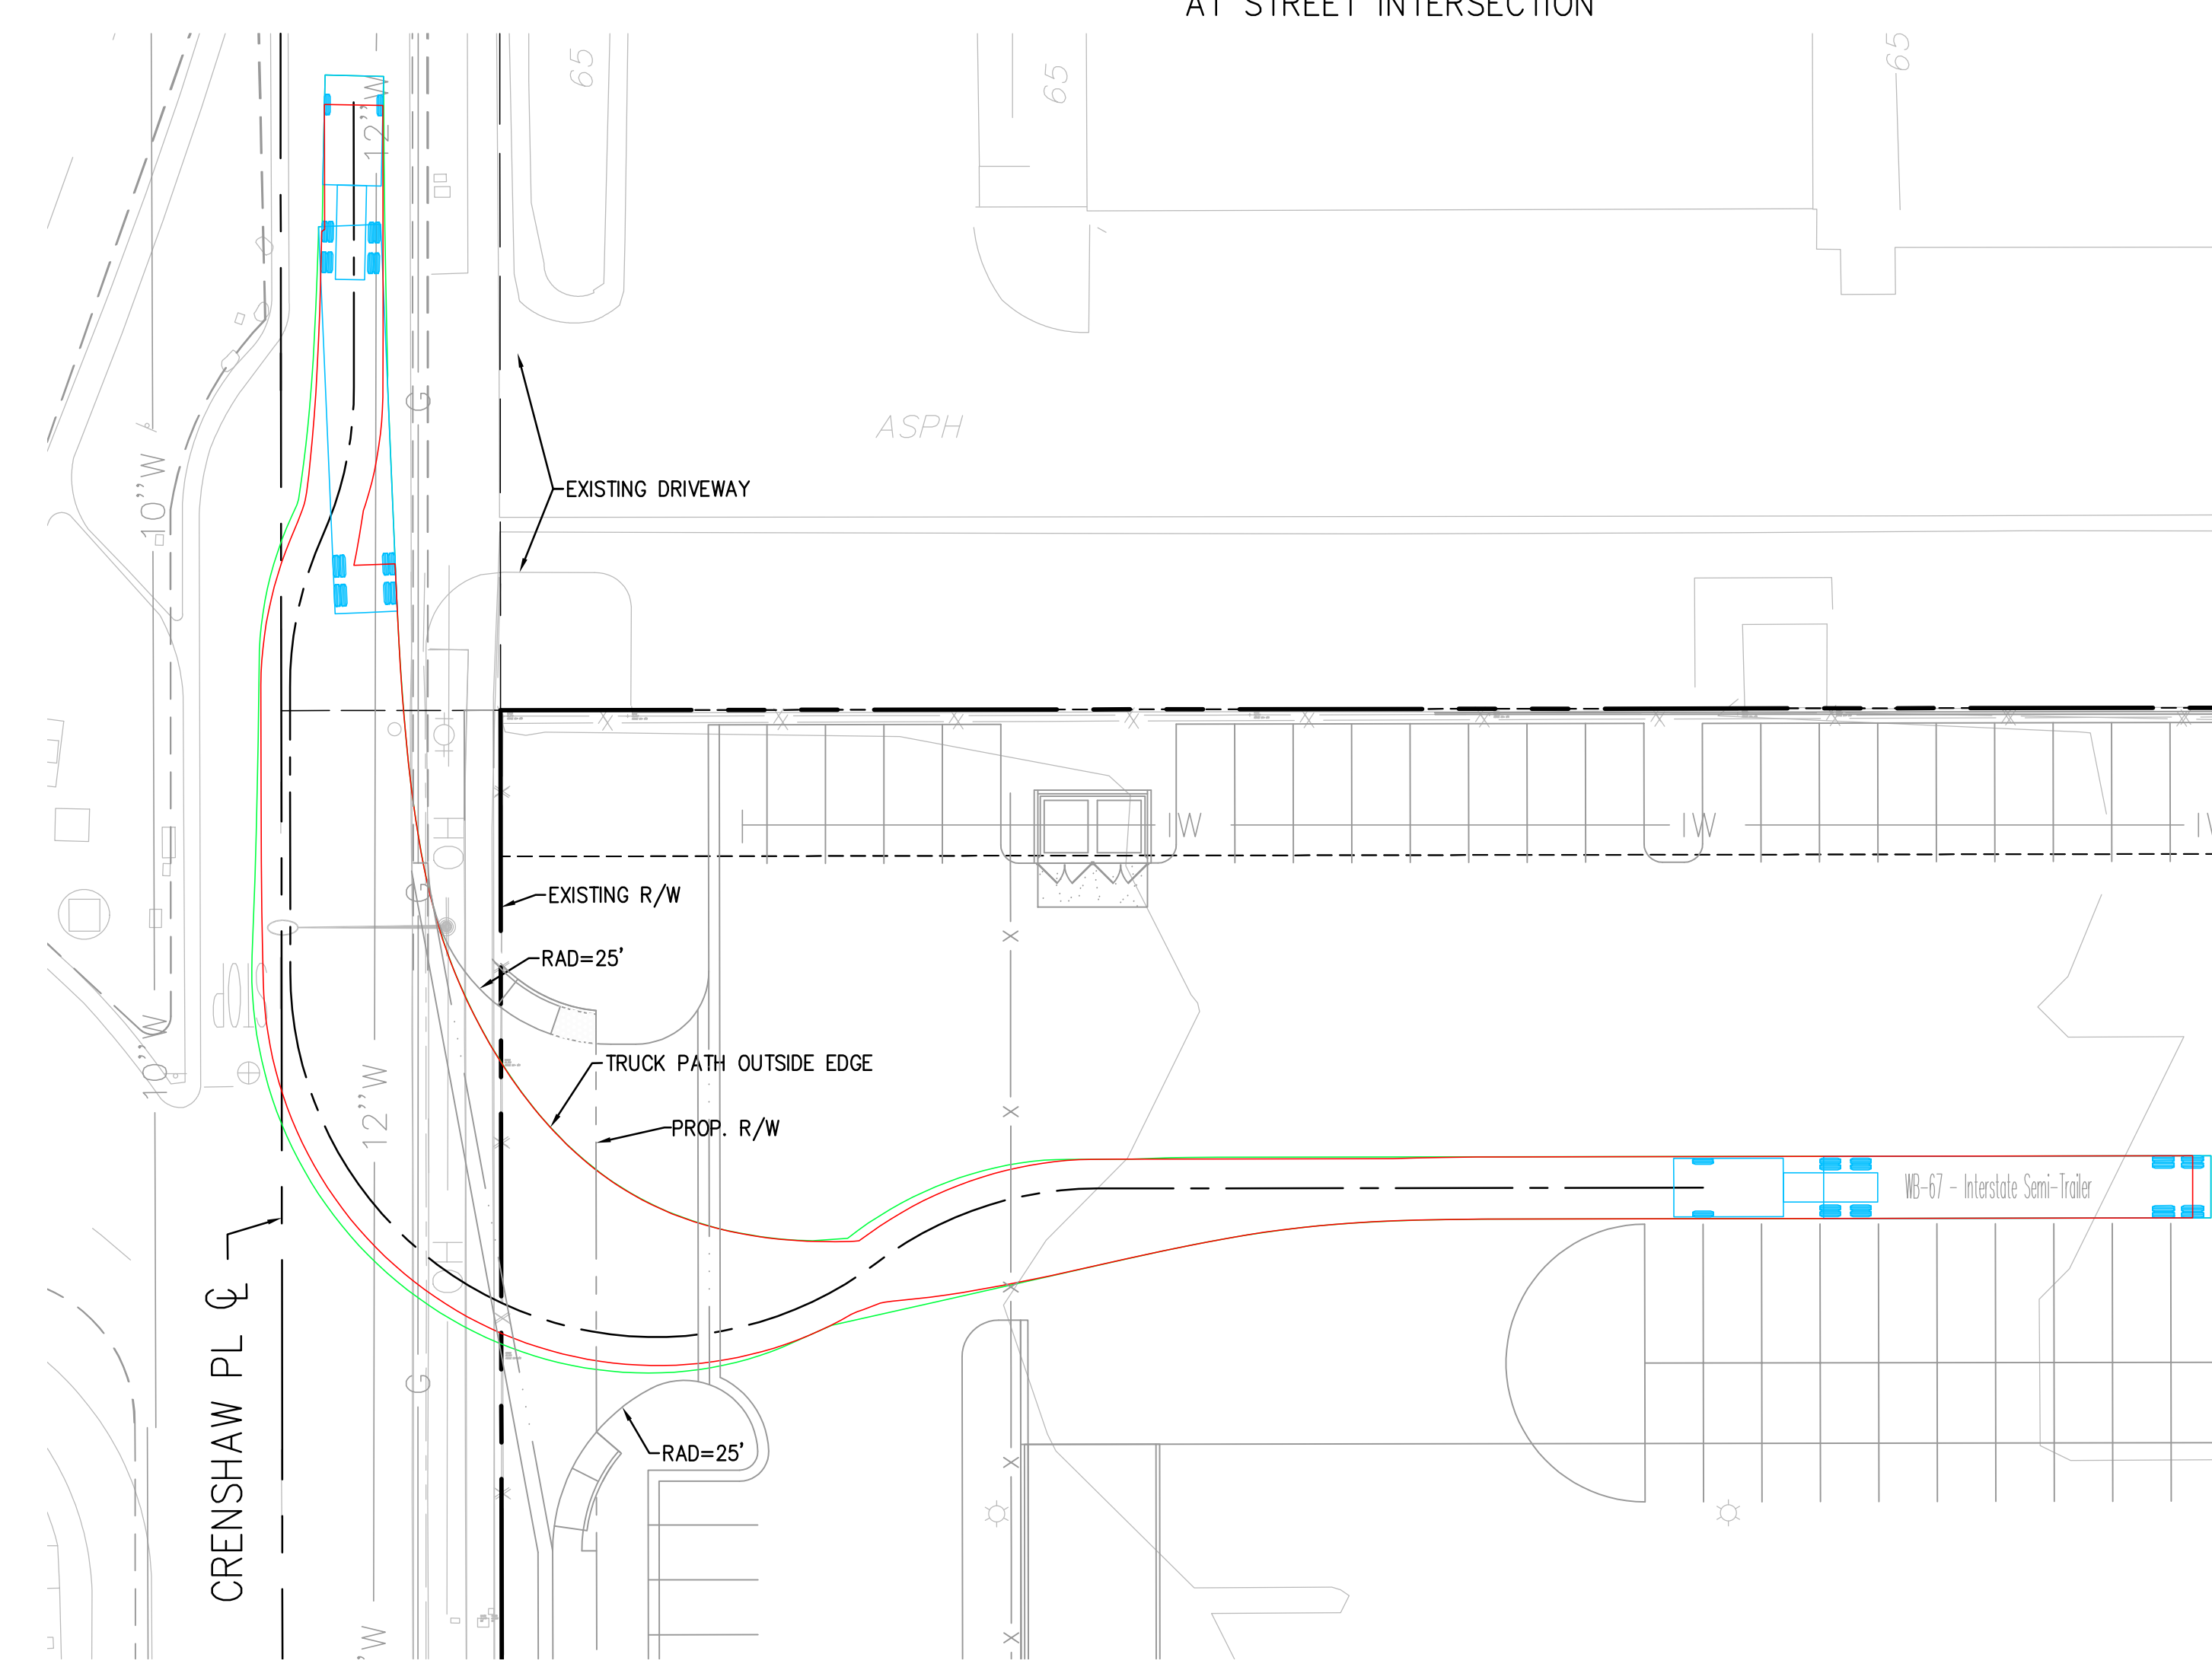 AT STREET INTERSECTION
65
65
65
12"W
G
ASPH
10"W
EXISTING DRIVEWAY
IW
IW
OH
G
EXISTING R/W
RAD=25'
10"W
12"W
TRUCK PATH OUTSIDE EDGE
PROP. R/W
WB-67 - Interstate Semi-Trailer
OH
CRENSHAW PL ℄
G
RAD=25'